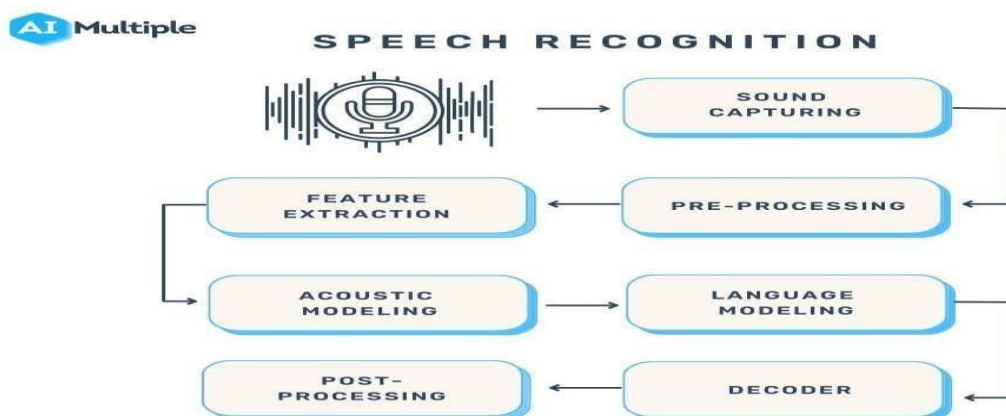 AI Multiple
SPEECH RECOGNITION
SOUND
CAPTURING
PRE-PROCESSING
FEATURE
EXTRACTION
ACOUSTIC
MODELING
LANGUAGE
MODELING
DECODER
POST-
PROCESSING